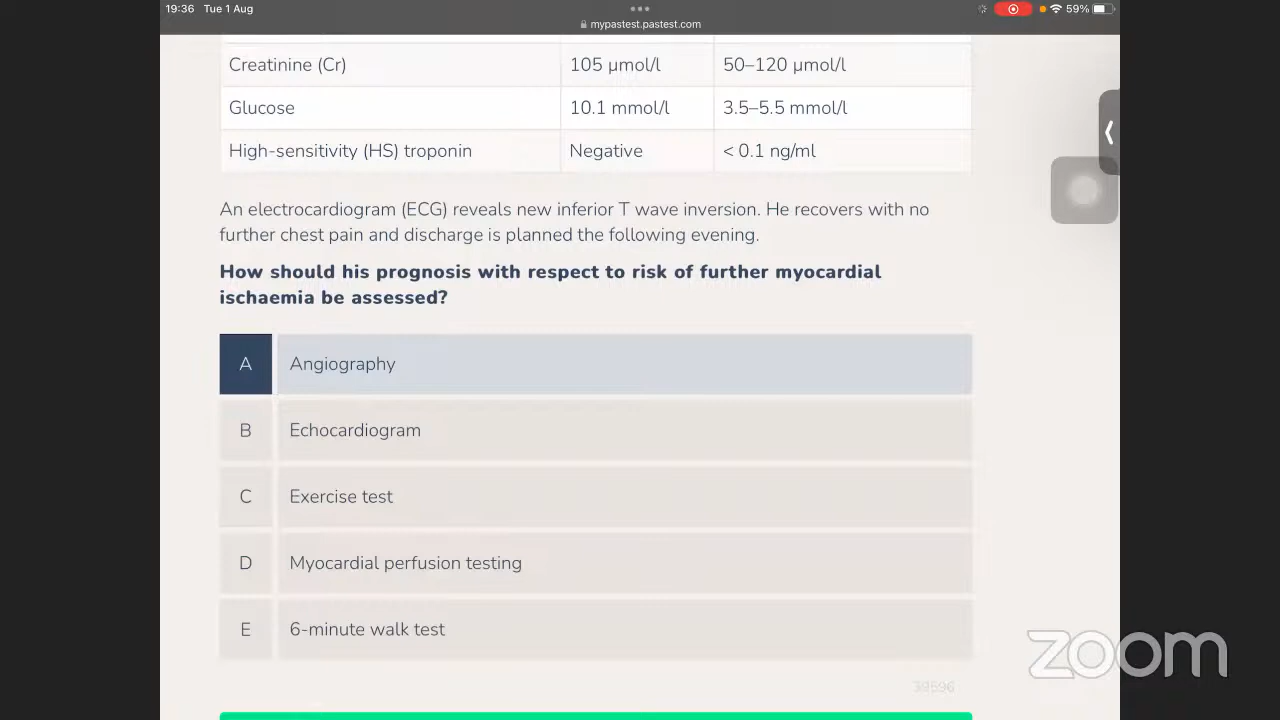 19:36 Tue 1 Aug
59%
mypastest.pastest.com
Creatinine (Cr) 105 μmol/l 50–120 μmol/l
Glucose 10.1 mmol/l 3.5–5.5 mmol/l
High-sensitivity (HS) troponin Negative < 0.1 ng/ml
An electrocardiogram (ECG) reveals new inferior T wave inversion. He recovers with no
further chest pain and discharge is planned the following evening.
How should his prognosis with respect to risk of further myocardial
ischaemia be assessed?
A Angiography
B Echocardiogram
C Exercise test
D Myocardial perfusion testing
E 6-minute walk test
39596
zoom